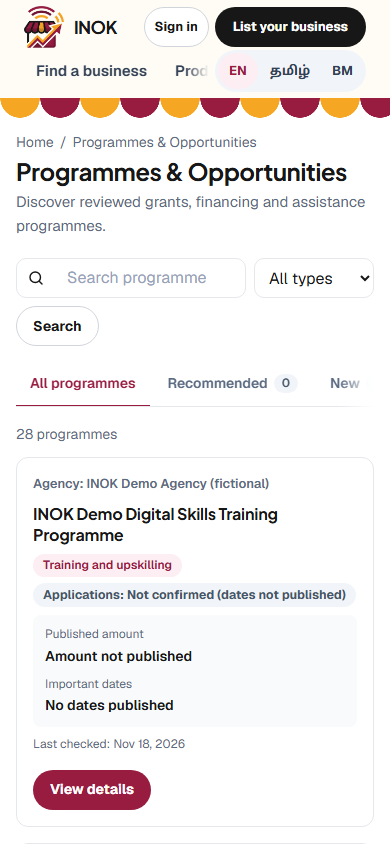 INOK
Sign in
List your business
Find a business
Prod
EN
தமிழ்
BM
Home / Programmes & Opportunities
Programmes & Opportunities
Discover reviewed grants, financing and assistance
programmes.
Search programme
All types
Search
All programmes
Recommended 0
New
28 programmes
Agency: INOK Demo Agency (fictional)
INOK Demo Digital Skills Training
Programme
Training and upskilling
Applications: Not confirmed (dates not published)
Published amount
Amount not published
Important dates
No dates published
Last checked: Nov 18, 2026
View details